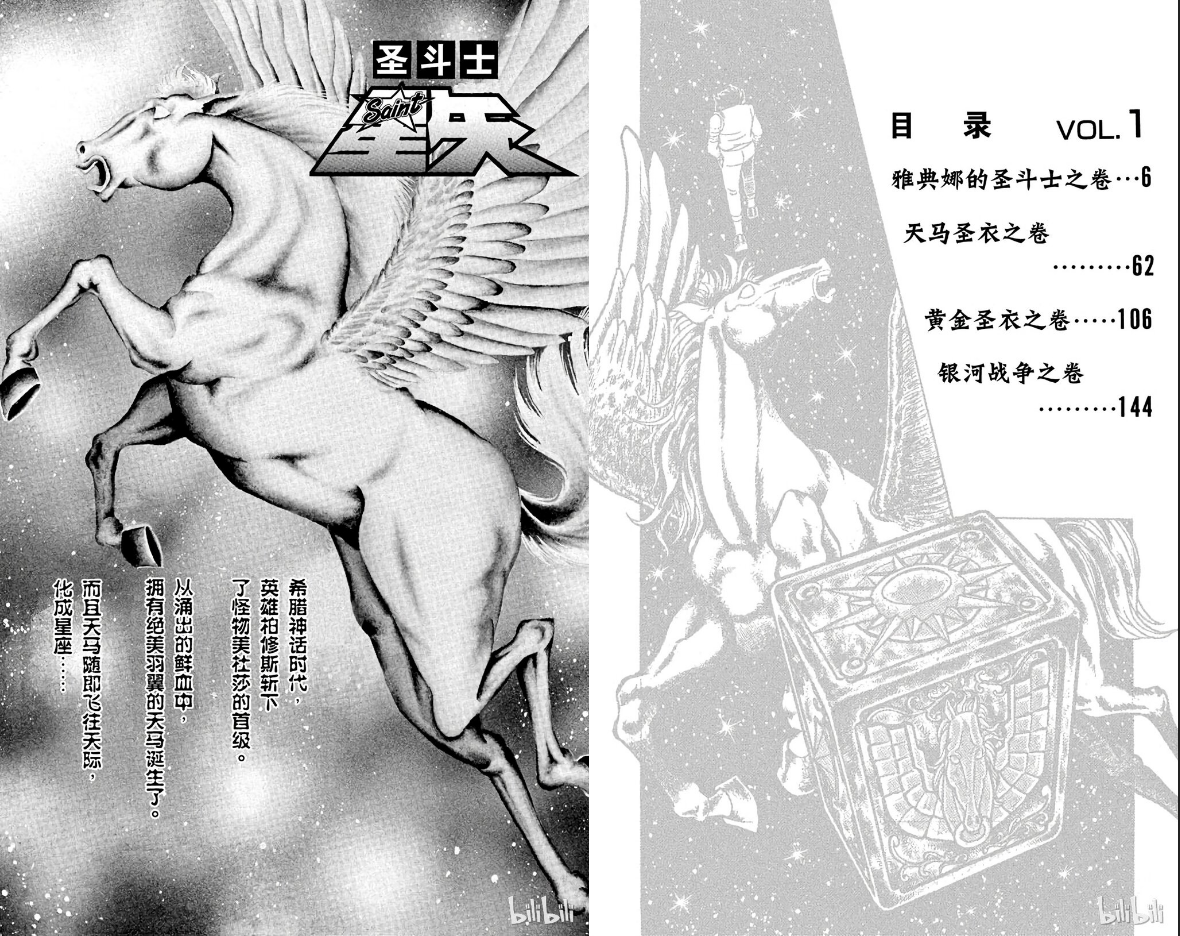 圣斗士
Saint
星矢
希腊神话时代，
英雄柏修斯斩下
了怪物美杜莎的首级。
从涌出的鲜血中，
拥有绝美羽翼的天马诞生了。
而且天马随即飞往天际，
化成星座……
bilibili
目 录 VOL.1
雅典娜的圣斗士之卷…6
天马圣衣之卷
………62
黄金圣衣之卷……106
银河战争之卷
………144
bilibili